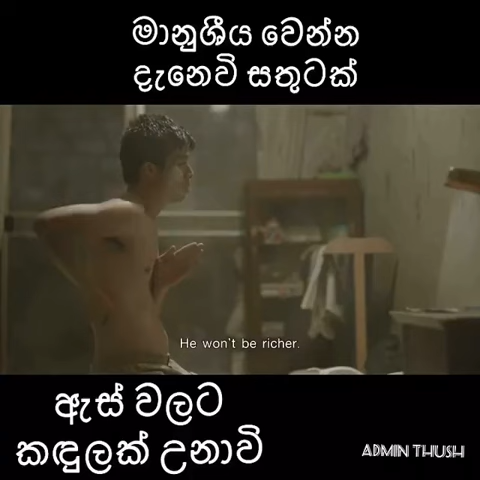 මානුශීය වෙන්න
දැනෙවි සතුටක්
He won't be richer.
ඇස් වලට
කඳුලක් උනාවි
ADMIN THUSH